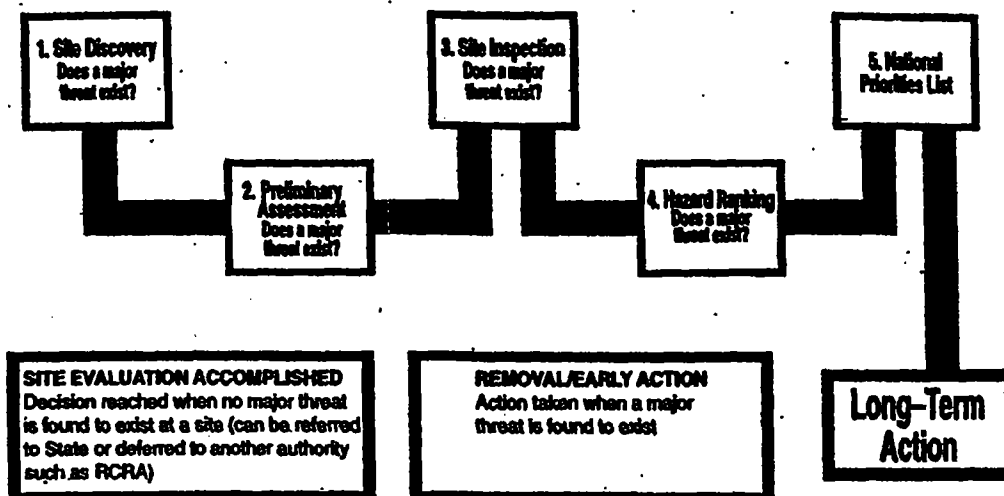 1. Site Discovery
Does a major
threat exist?
3. Site Inspection
Does a major
threat exist?
5. National
Priorities List
2. Preliminary
Assessment
Does a major
threat exist?
4. Hazard Ranking
Does a major
threat exist?
SITE EVALUATION ACCOMPLISHED
Decision reached when no major threat
is found to exist at a site (can be referred
to State or deferred to another authority
such as RCRA)
REMOVAL/EARLY ACTION
Action taken when a major
threat is found to exist
Long-Term
Action